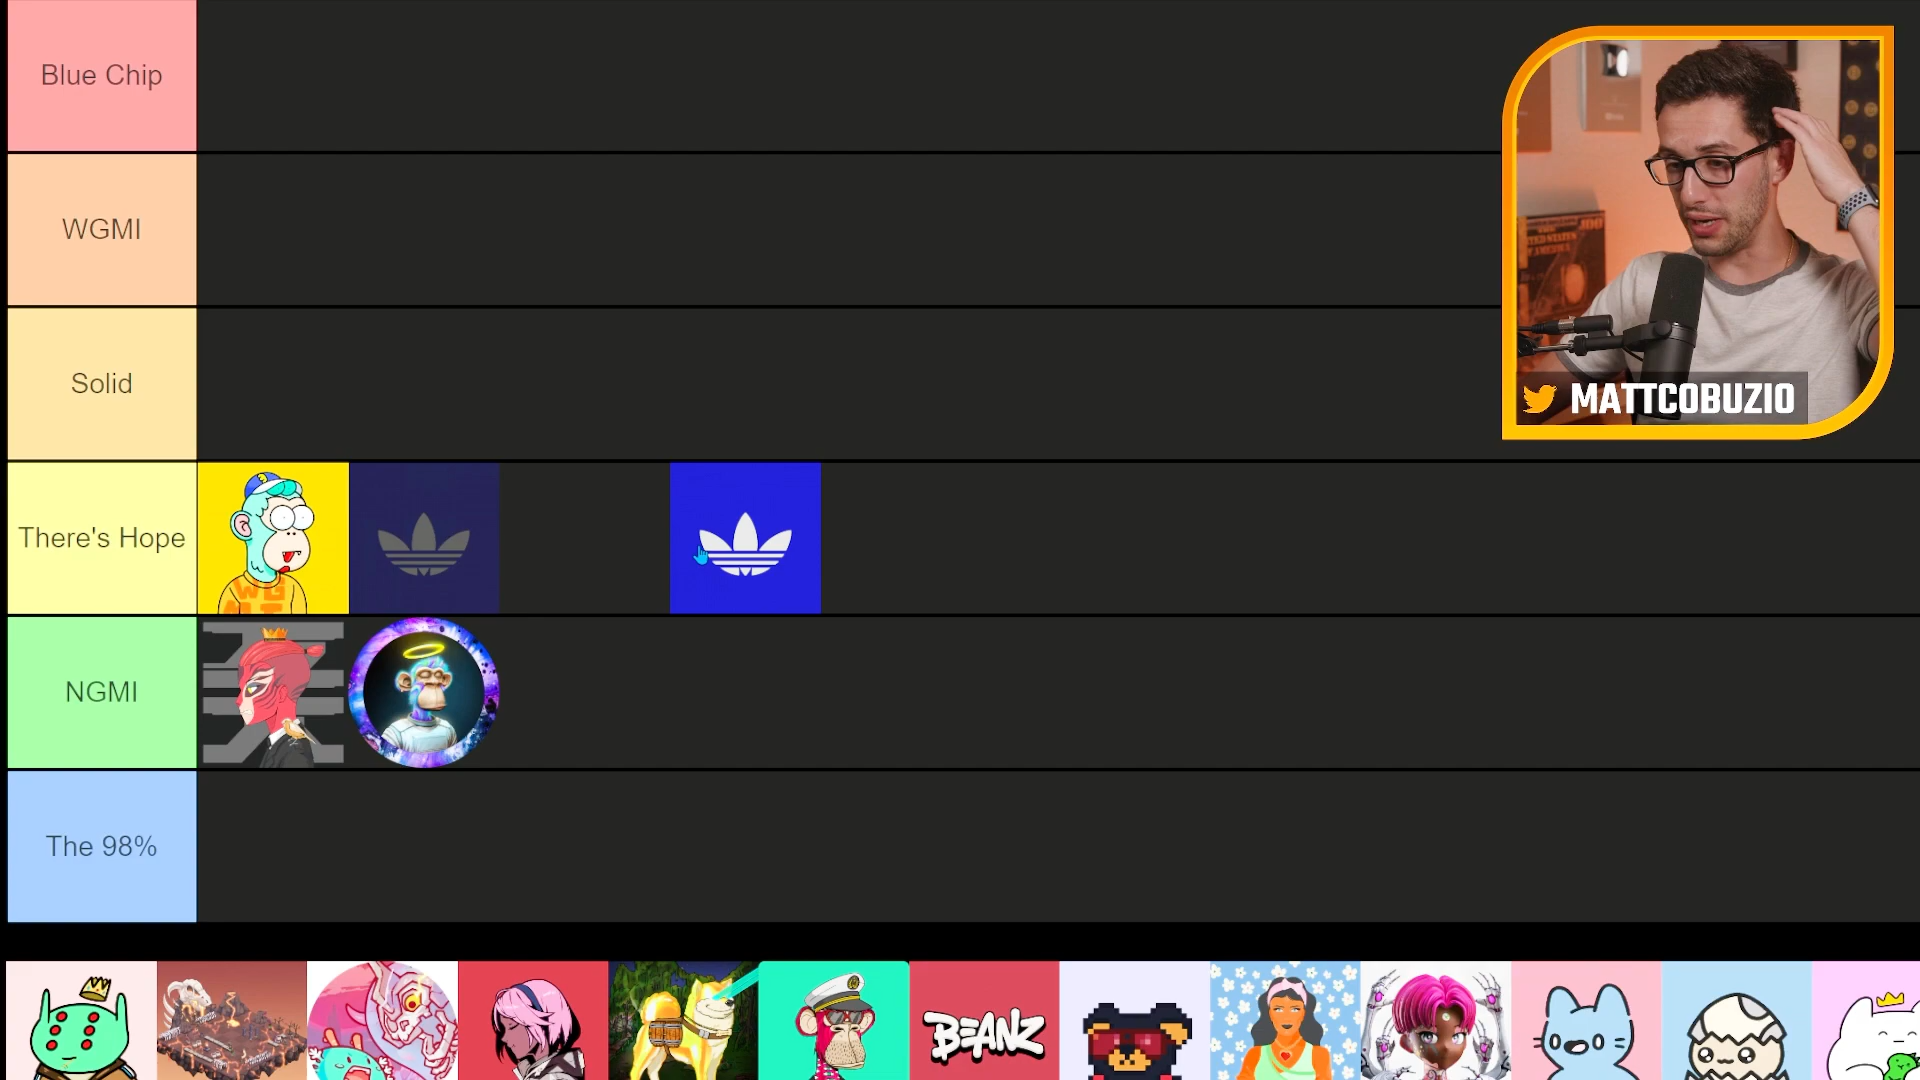 Blue Chip
WGMI
Solid
There's Hope
NGMI
The 98%
MATTCOBUZIO
BEANZ